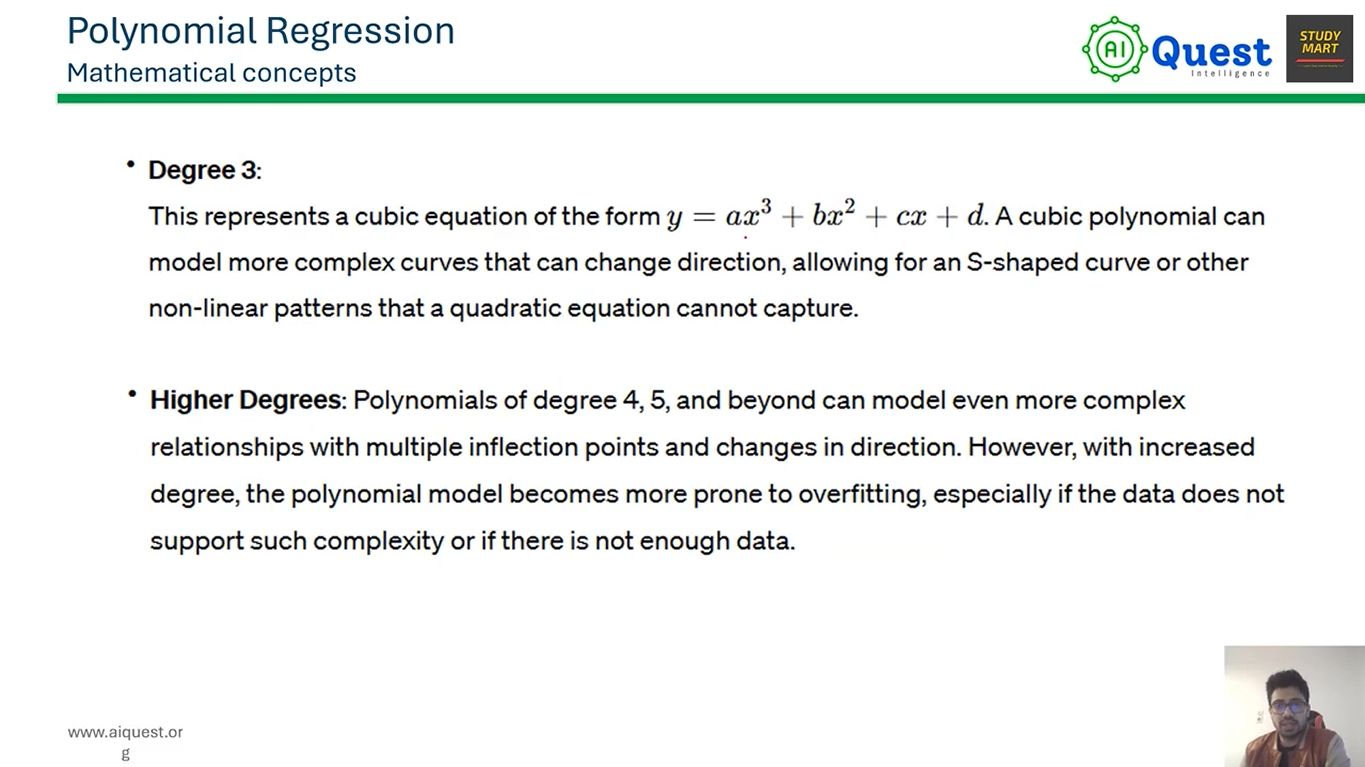 Polynomial Regression
Mathematical concepts
AI Quest
Intelligence
STUDY
MART
• Degree 3:
This represents a cubic equation of the form y = ax³ + bx² + cx + d. A cubic polynomial can
model more complex curves that can change direction, allowing for an S-shaped curve or other
non-linear patterns that a quadratic equation cannot capture.
• Higher Degrees: Polynomials of degree 4, 5, and beyond can model even more complex
relationships with multiple inflection points and changes in direction. However, with increased
degree, the polynomial model becomes more prone to overfitting, especially if the data does not
support such complexity or if there is not enough data.
www.aiquest.or
g